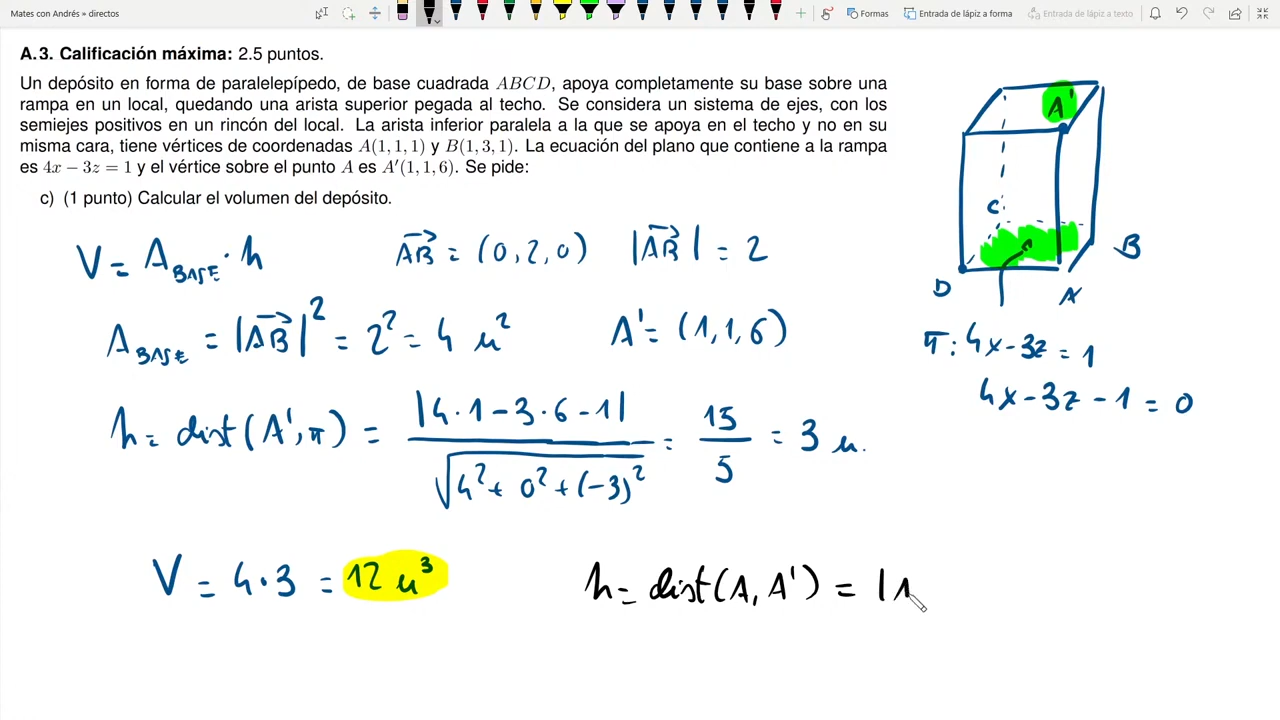 Mates con Andrés » directos
Formas
Entrada de lápiz a forma
Entrada de lápiz a texto
A.3. Calificación máxima: 2.5 puntos.
Un depósito en forma de paralelepípedo, de base cuadrada ABCD, apoya completamente su base sobre una
rampa en un local, quedando una arista superior pegada al techo. Se considera un sistema de ejes, con los
semiejes positivos en un rincón del local. La arista inferior paralela a la que se apoya en el techo y no en su
misma cara, tiene vértices de coordenadas A(1,1,1) y B(1,3,1). La ecuación del plano que contiene a la rampa
es 4x − 3z = 1 y el vértice sobre el punto A es A′(1,1,6). Se pide:
c) (1 punto) Calcular el volumen del depósito.
V = A_BASE · h
\vec{AB} = (0,2,0)
|\vec{AB}| = 2
A_BASE = |\vec{AB}|² = 2² = 4 u²
A' = (1,1,6)
h = dist(A', π) = |4·1 − 3·6 − 1| / √(4² + 0² + (−3)²) = 15/5 = 3 u.
V = 4·3 = 12 u³
h = dist(A, A') = |A
A'
C
B
D
A
π: 4x − 3z = 1
4x − 3z − 1 = 0